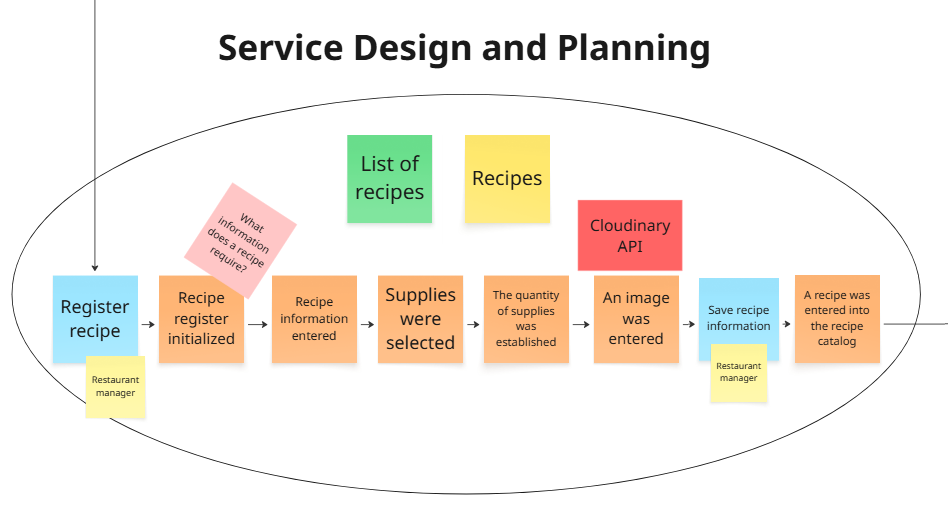 Service Design and Planning
List of
recipes
Recipes
What
information
does a recipe
require?
Cloudinary
API
Register
recipe
Restaurant
manager
Recipe
register
initialized
Recipe
information
entered
Supplies
were
selected
The quantity
of supplies
was
established
An image
was
entered
Save recipe
information
Restaurant
manager
A recipe was
entered into
the recipe
catalog